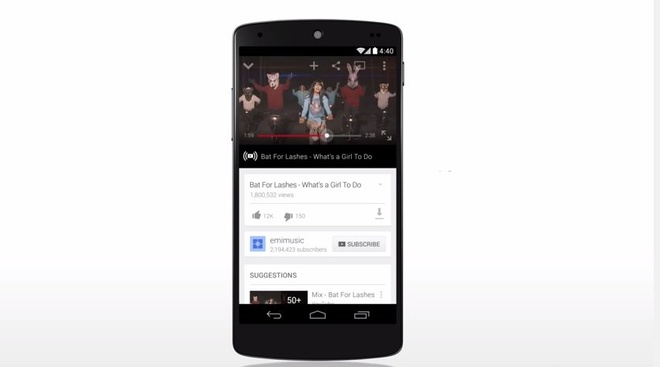 4:40
1:59
2:38
Bat For Lashes - What's a Girl To Do
Bat For Lashes - What's a Girl To Do
1,800,532 views
12K 150
emimusic
2,194,423 subscribers
SUBSCRIBE
SUGGESTIONS
50+
Mix - Bat For Lashes